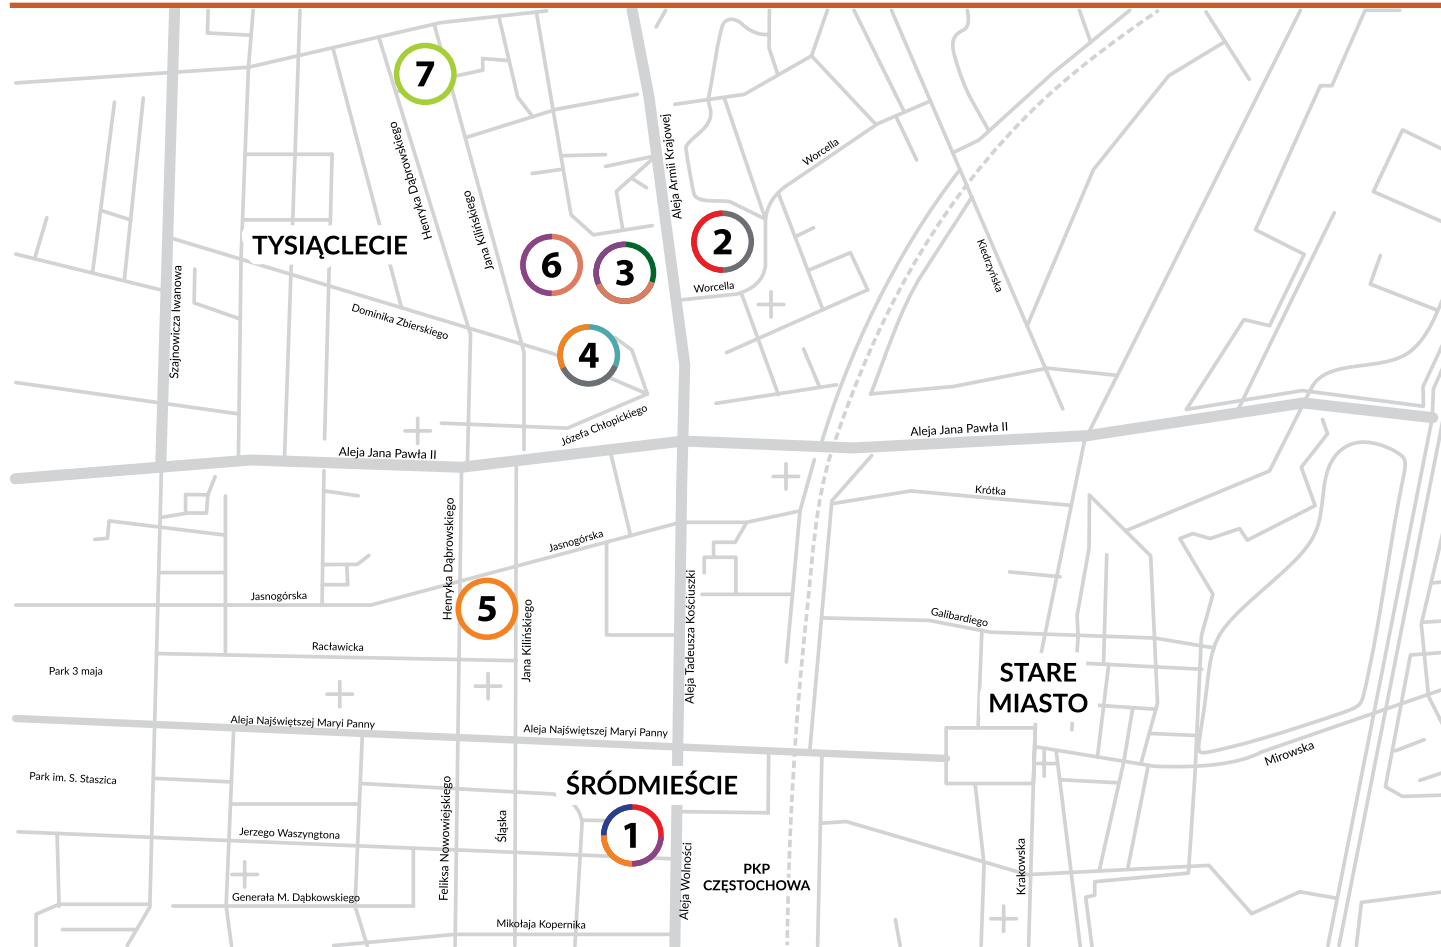 7
Henryka Dąbrowskiego
Jana Kilińskiego
Aleja Armii Krajowej
Worcella
TYSIĄCLECIE
6
3
2
Worcella
Kiedrzyńska
Szajnowicza Iwanowa
Dominika Zbierskiego
4
Józefa Chłopickiego
Aleja Jana Pawła II
Aleja Jana Pawła II
Krótka
Henryka Dąbrowskiego
Jasnogórska
Jasnogórska
5
Jana Kilińskiego
Aleja Tadeusza Kościuszki
Galibardiego
Racławicka
Park 3 maja
STARE
MIASTO
Aleja Najświętszej Maryi Panny
Aleja Najświętszej Maryi Panny
Mirowska
Park im. S. Staszica
ŚRÓDMIEŚCIE
Feliksa Nowowiejskiego
Śląska
Jerzego Waszyngtona
1
Aleja Wolności
PKP
CZĘSTOCHOWA
Krakowska
Generała M. Dąbkowskiego
Mikołaja Kopernika